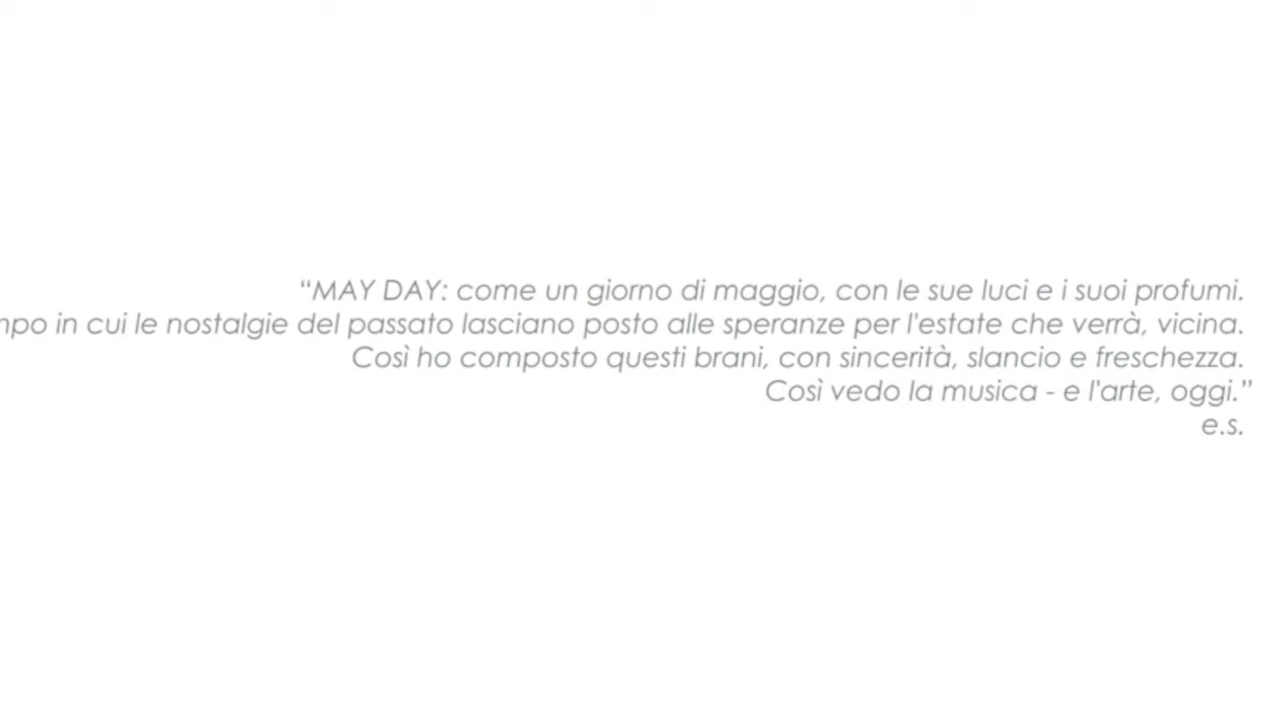 “MAY DAY: come un giorno di maggio, con le sue luci e i suoi profumi.
in cui le nostalgie del passato lasciano posto alle speranze per l'estate che verrà, vicina.
Così ho composto questi brani, con sincerità, slancio e freschezza.
Così vedo la musica - e l'arte, oggi.”
e.s.